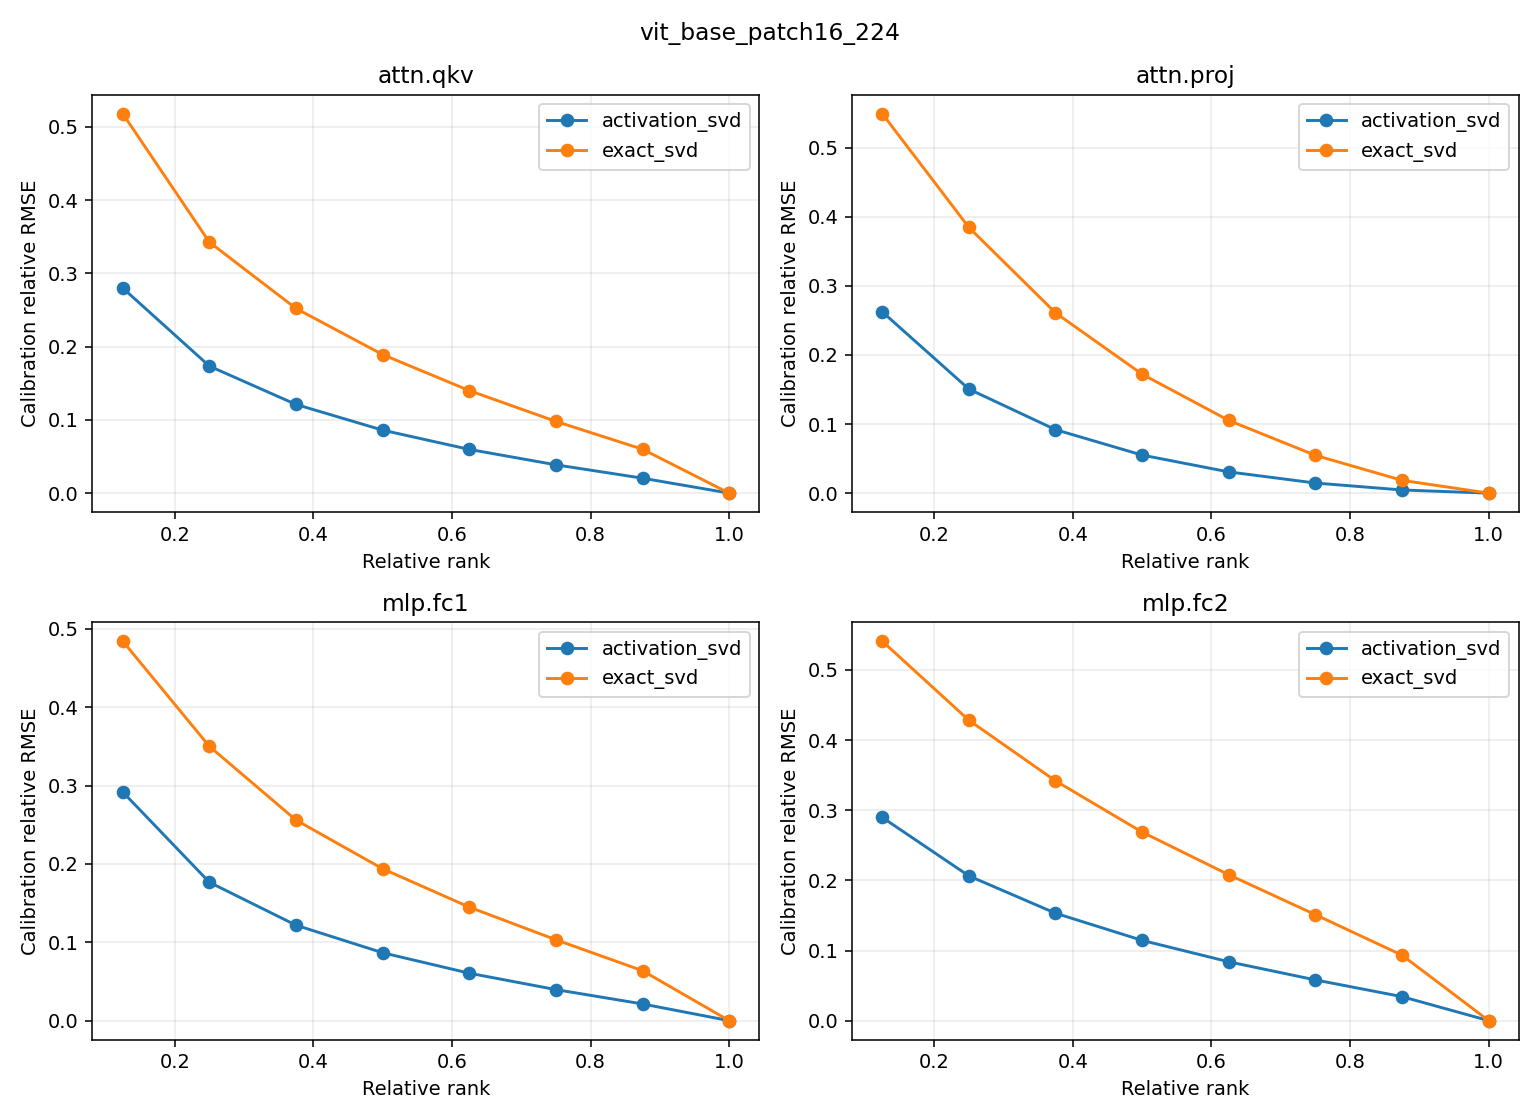 vit_base_patch16_224
attn.qkv
Calibration relative RMSE
0.5
0.4
0.3
0.2
0.1
0.0
activation_svd
exact_svd
0.2 0.4 0.6 0.8 1.0
Relative rank
attn.proj
Calibration relative RMSE
0.5
0.4
0.3
0.2
0.1
0.0
activation_svd
exact_svd
0.2 0.4 0.6 0.8 1.0
Relative rank
mlp.fc1
Calibration relative RMSE
0.5
0.4
0.3
0.2
0.1
0.0
activation_svd
exact_svd
0.2 0.4 0.6 0.8 1.0
Relative rank
mlp.fc2
Calibration relative RMSE
0.5
0.4
0.3
0.2
0.1
0.0
activation_svd
exact_svd
0.2 0.4 0.6 0.8 1.0
Relative rank